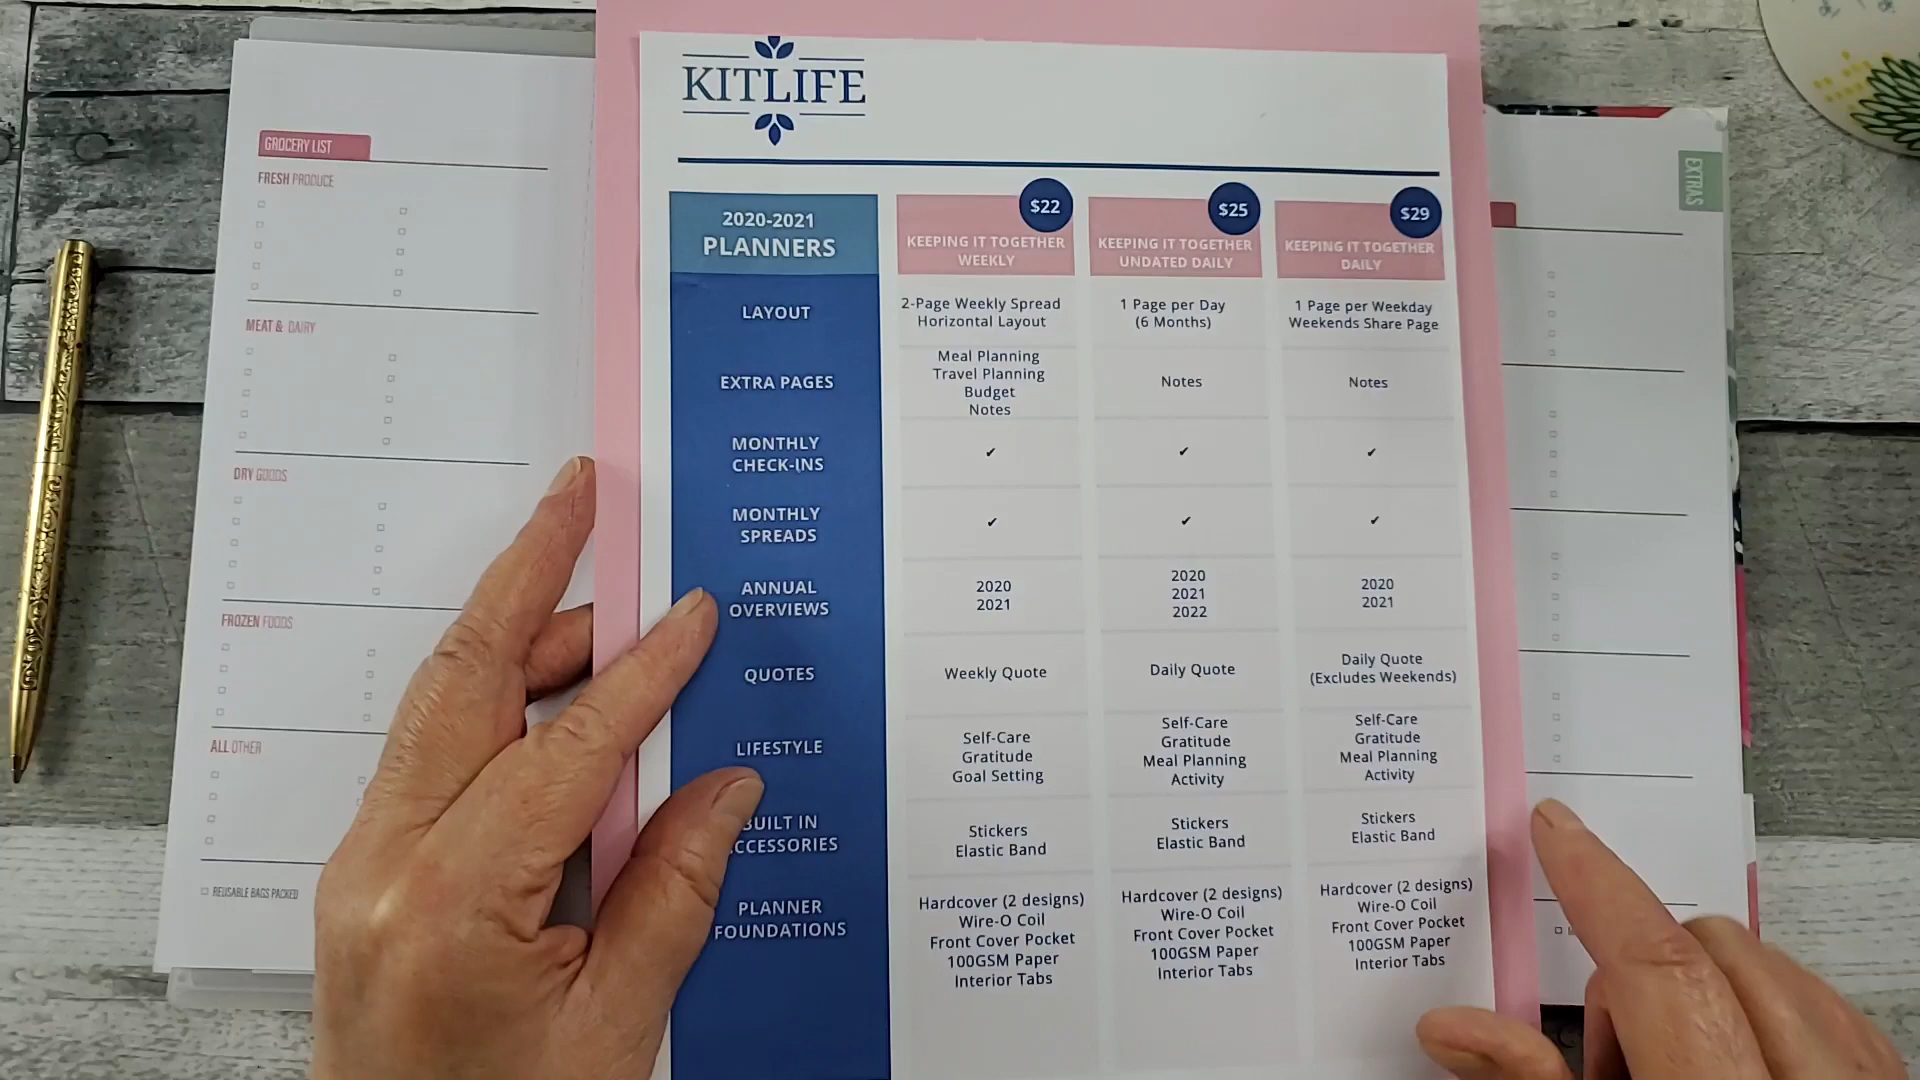 KITLIFE
2020-2021
PLANNERS
$22
KEEPING IT TOGETHER
WEEKLY
$25
KEEPING IT TOGETHER
UNDATED DAILY
$29
KEEPING IT TOGETHER
DAILY
LAYOUT
2-Page Weekly Spread
Horizontal Layout
1 Page per Day
(6 Months)
1 Page per Weekday
Weekends Share Page
EXTRA PAGES
Meal Planning
Travel Planning
Budget
Notes
Notes
Notes
MONTHLY
CHECK-INS
✔
✔
✔
MONTHLY
SPREADS
✔
✔
✔
ANNUAL
OVERVIEWS
2020
2021
2020
2021
2022
2020
2021
QUOTES
Weekly Quote
Daily Quote
Daily Quote
(Excludes Weekends)
LIFESTYLE
Self-Care
Gratitude
Goal Setting
Self-Care
Gratitude
Meal Planning
Activity
Self-Care
Gratitude
Meal Planning
Activity
BUILT IN
ACCESSORIES
Stickers
Elastic Band
Stickers
Elastic Band
Stickers
Elastic Band
PLANNER
FOUNDATIONS
Hardcover (2 designs)
Wire-O Coil
Front Cover Pocket
100GSM Paper
Interior Tabs
Hardcover (2 designs)
Wire-O Coil
Front Cover Pocket
100GSM Paper
Interior Tabs
Hardcover (2 designs)
Wire-O Coil
Front Cover Pocket
100GSM Paper
Interior Tabs
GROCERY LIST
FRESH PRODUCE
MEAT & DAIRY
DRY GOODS
FROZEN FOODS
ALL OTHER
REUSABLE BAGS PACKED
EXTRAS